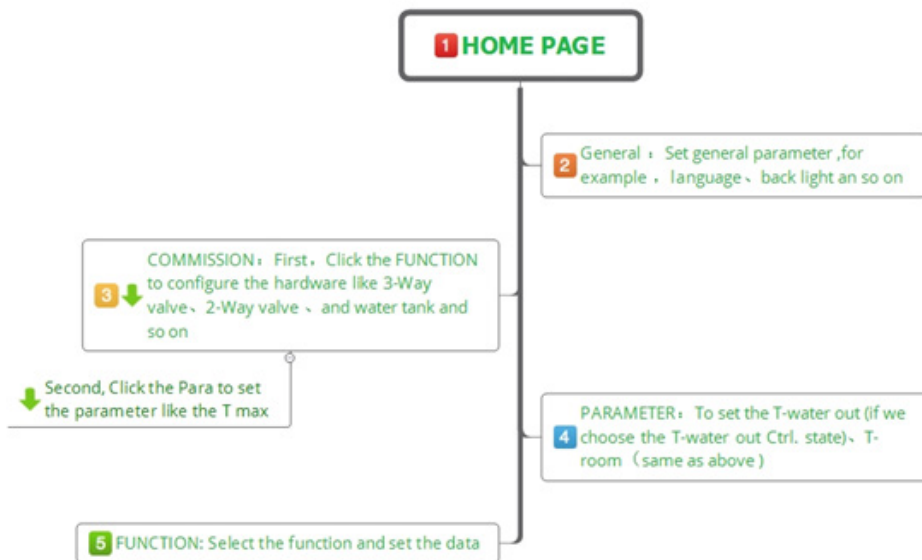 1 HOME PAGE
2 General： Set general parameter ,for
example ，language、back light an so on
3 COMMISSION： First，Click the FUNCTION
to configure the hardware like 3-Way
valve、2-Way valve 、and water tank and
so on
Second, Click the Para to set
the parameter like the T max
4 PARAMETER： To set the T-water out (if we
choose the T-water out Ctrl. state)、T-
room（same as above）
5 FUNCTION: Select the function and set the data